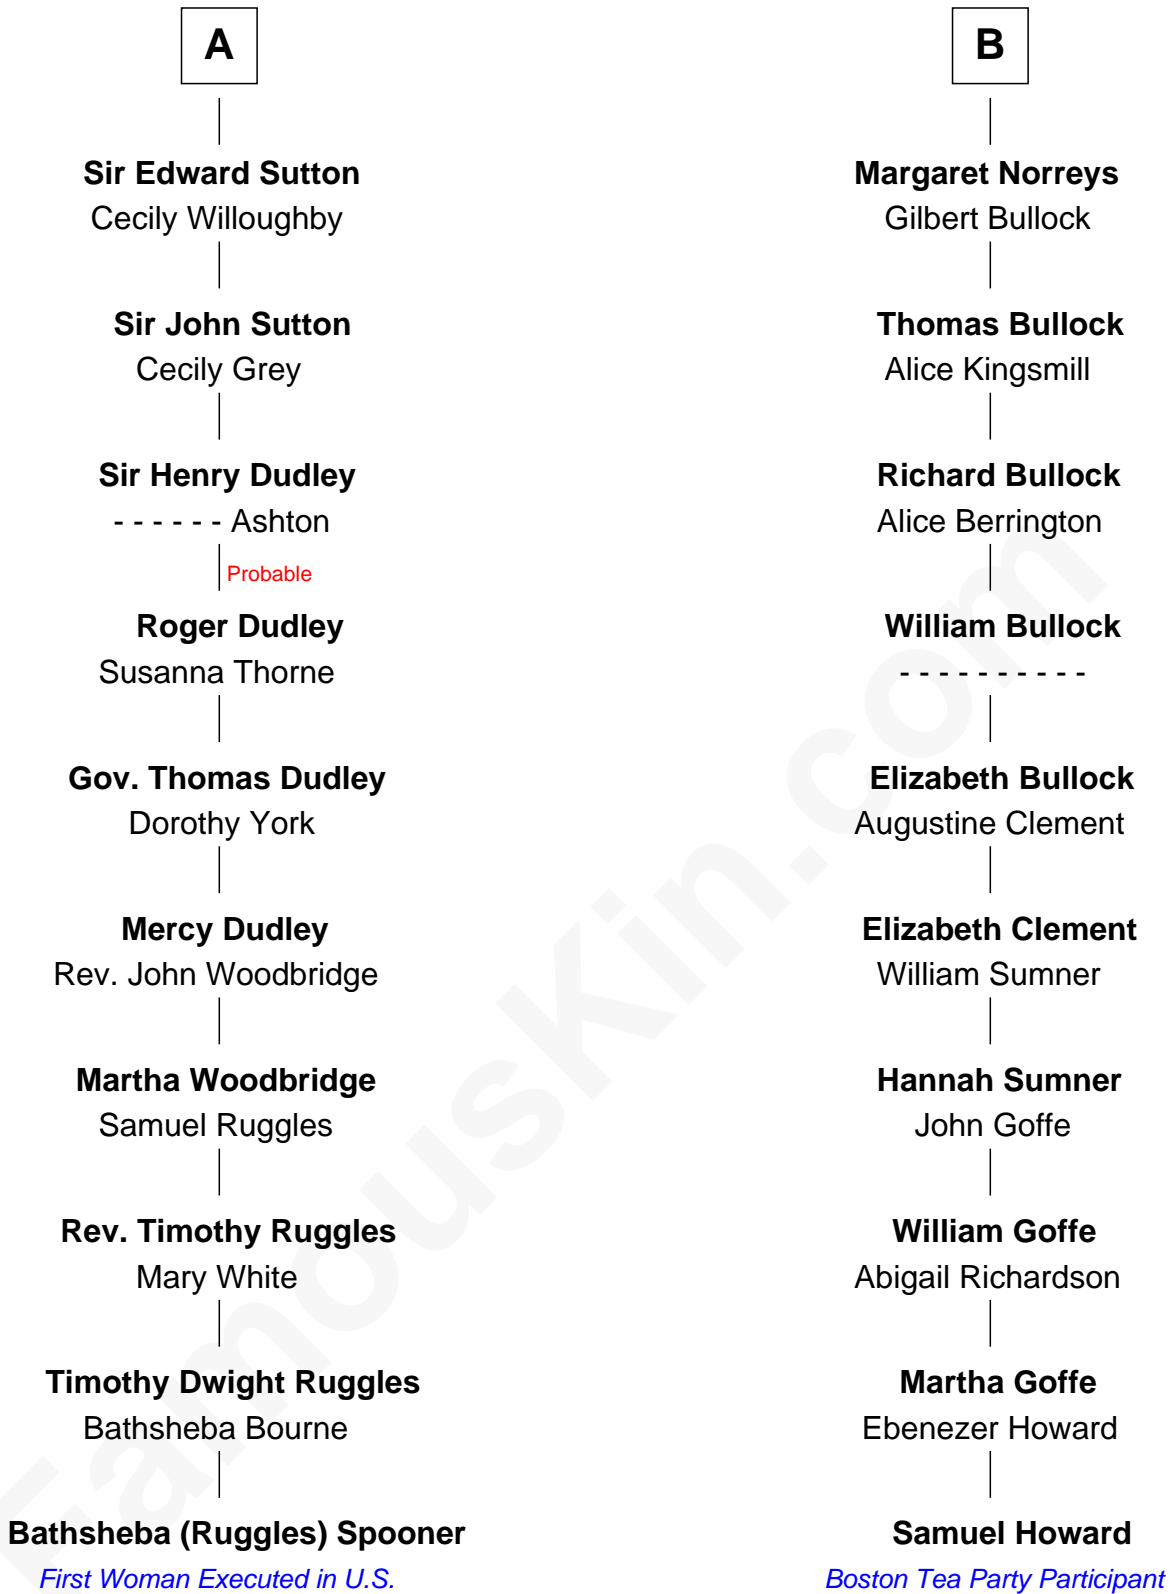 A
Sir Edward Sutton
Cecily Willoughby
Sir John Sutton
Cecily Grey
Sir Henry Dudley
- - - - - - Ashton
Probable
Roger Dudley
Susanna Thorne
Gov. Thomas Dudley
Dorothy York
Mercy Dudley
Rev. John Woodbridge
Martha Woodbridge
Samuel Ruggles
Rev. Timothy Ruggles
Mary White
Timothy Dwight Ruggles
Bathsheba Bourne
Bathsheba (Ruggles) Spooner
First Woman Executed in U.S.
B
Margaret Norreys
Gilbert Bullock
Thomas Bullock
Alice Kingsmill
Richard Bullock
Alice Berrington
William Bullock
- - - - - - - - - -
Elizabeth Bullock
Augustine Clement
Elizabeth Clement
William Sumner
Hannah Sumner
John Goffe
William Goffe
Abigail Richardson
Martha Goffe
Ebenezer Howard
Samuel Howard
Boston Tea Party Participant
FamousKin.com